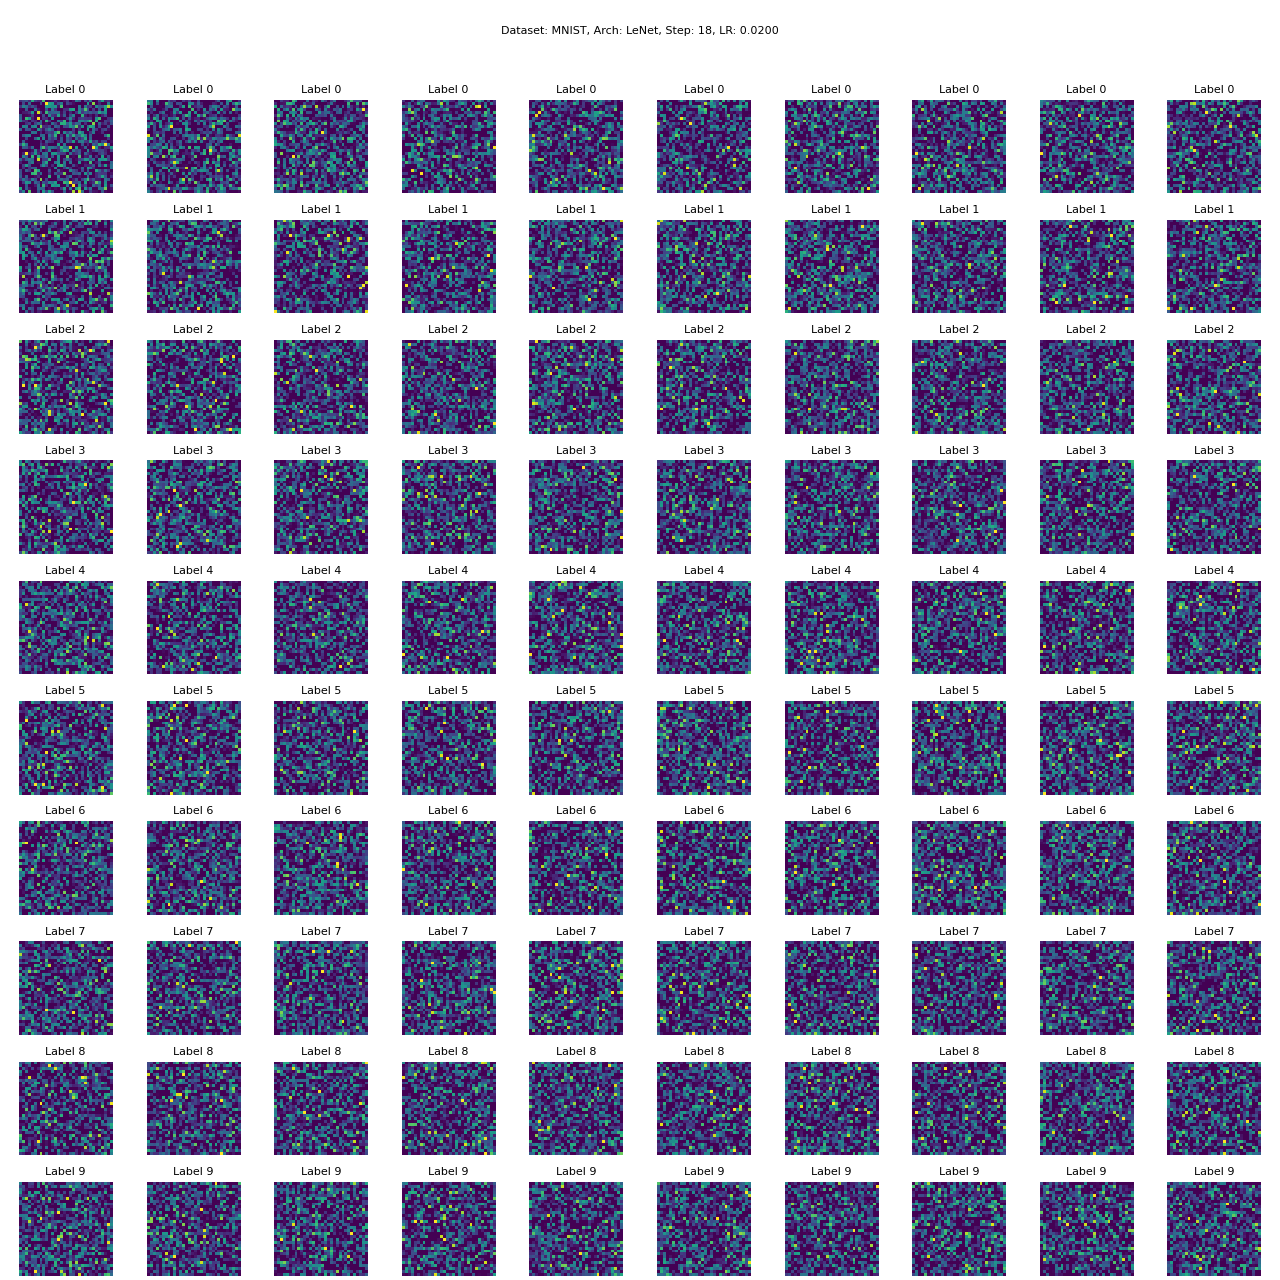 Dataset: MNIST, Arch: LeNet, Step: 18, LR: 0.0200
Label 0 Label 0 Label 0 Label 0 Label 0 Label 0 Label 0 Label 0 Label 0 Label 0
Label 1 Label 1 Label 1 Label 1 Label 1 Label 1 Label 1 Label 1 Label 1 Label 1
Label 2 Label 2 Label 2 Label 2 Label 2 Label 2 Label 2 Label 2 Label 2 Label 2
Label 3 Label 3 Label 3 Label 3 Label 3 Label 3 Label 3 Label 3 Label 3 Label 3
Label 4 Label 4 Label 4 Label 4 Label 4 Label 4 Label 4 Label 4 Label 4 Label 4
Label 5 Label 5 Label 5 Label 5 Label 5 Label 5 Label 5 Label 5 Label 5 Label 5
Label 6 Label 6 Label 6 Label 6 Label 6 Label 6 Label 6 Label 6 Label 6 Label 6
Label 7 Label 7 Label 7 Label 7 Label 7 Label 7 Label 7 Label 7 Label 7 Label 7
Label 8 Label 8 Label 8 Label 8 Label 8 Label 8 Label 8 Label 8 Label 8 Label 8
Label 9 Label 9 Label 9 Label 9 Label 9 Label 9 Label 9 Label 9 Label 9 Label 9